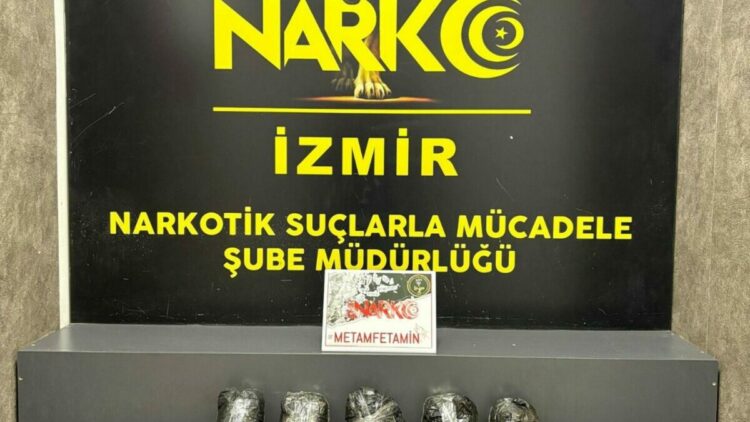 NARKO
İZMİR
NARKOTİK SUÇLARLA MÜCADELE
ŞUBE MÜDÜRLÜĞÜ
NARKO
METAMFETAMİN